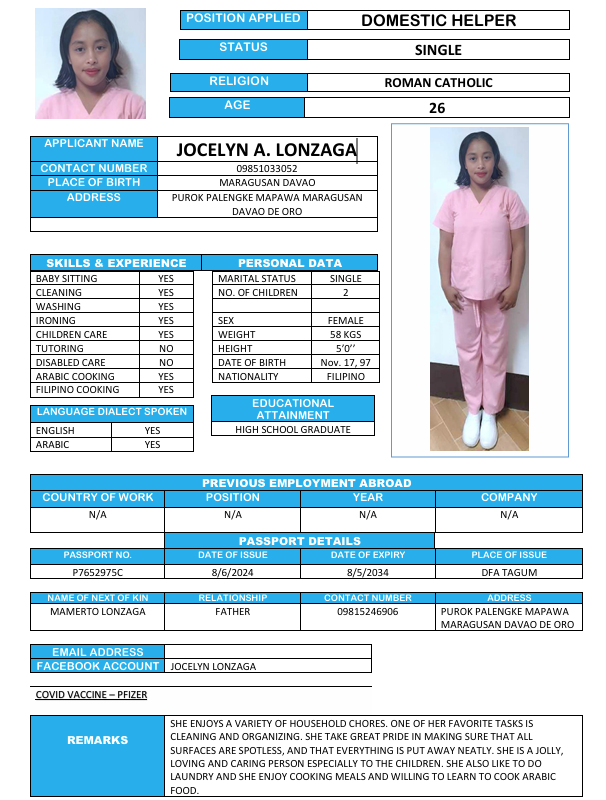 POSITION APPLIED DOMESTIC HELPER
STATUS SINGLE
RELIGION ROMAN CATHOLIC
AGE 26
APPLICANT NAME JOCELYN A. LONZAGA
CONTACT NUMBER 09851033052
PLACE OF BIRTH MARAGUSAN DAVAO
ADDRESS PUROK PALENGKE MAPAWA MARAGUSAN
DAVAO DE ORO
SKILLS & EXPERIENCE PERSONAL DATA
BABY SITTING YES MARITAL STATUS SINGLE
CLEANING YES NO. OF CHILDREN 2
WASHING YES
IRONING YES SEX FEMALE
CHILDREN CARE YES WEIGHT 58 KGS
TUTORING NO HEIGHT 5'0''
DISABLED CARE NO DATE OF BIRTH Nov. 17, 97
ARABIC COOKING YES NATIONALITY FILIPINO
FILIPINO COOKING YES
LANGUAGE DIALECT SPOKEN
ENGLISH YES
ARABIC YES
EDUCATIONAL
ATTAINMENT
HIGH SCHOOL GRADUATE
PREVIOUS EMPLOYMENT ABROAD
COUNTRY OF WORK POSITION YEAR COMPANY
N/A N/A N/A N/A
PASSPORT DETAILS
PASSPORT NO. DATE OF ISSUE DATE OF EXPIRY PLACE OF ISSUE
P7652975C 8/6/2024 8/5/2034 DFA TAGUM
NAME OF NEXT OF KIN RELATIONSHIP CONTACT NUMBER ADDRESS
MAMERTO LONZAGA FATHER 09815246906 PUROK PALENGKE MAPAWA
MARAGUSAN DAVAO DE ORO
EMAIL ADDRESS
FACEBOOK ACCOUNT JOCELYN LONZAGA
COVID VACCINE – PFIZER
REMARKS
SHE ENJOYS A VARIETY OF HOUSEHOLD CHORES. ONE OF HER FAVORITE TASKS IS
CLEANING AND ORGANIZING. SHE TAKE GREAT PRIDE IN MAKING SURE THAT ALL
SURFACES ARE SPOTLESS, AND THAT EVERYTHING IS PUT AWAY NEATLY. SHE IS A JOLLY,
LOVING AND CARING PERSON ESPECIALLY TO THE CHILDREN. SHE ALSO LIKE TO DO
LAUNDRY AND SHE ENJOY COOKING MEALS AND WILLING TO LEARN TO COOK ARABIC
FOOD.